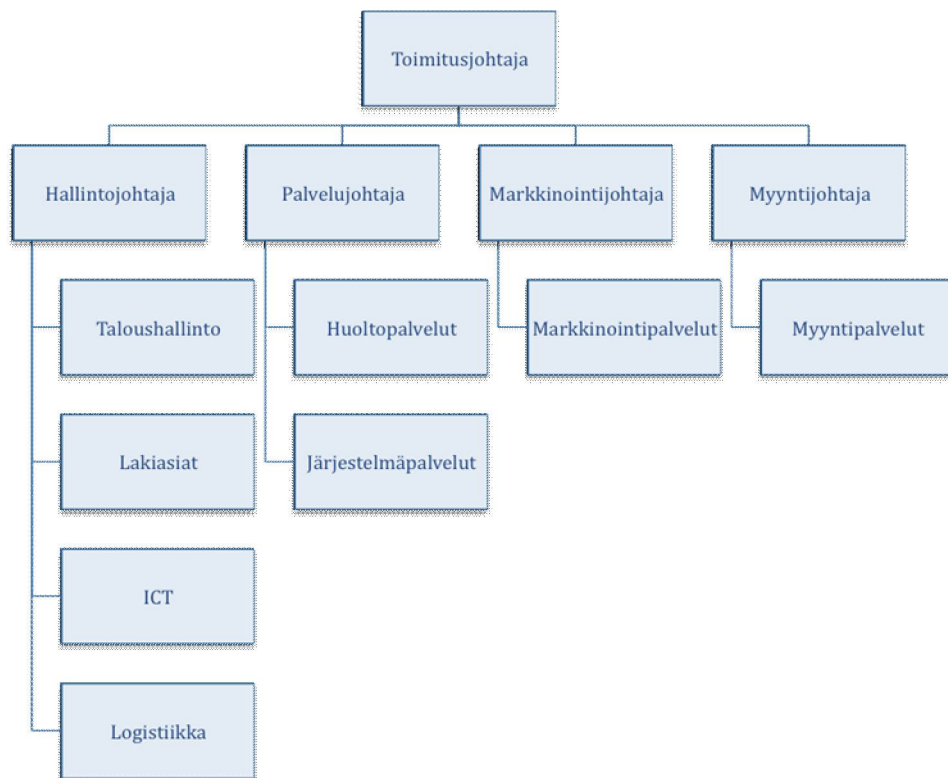 Toimitusjohtaja
Hallintojohtaja
Palvelujohtaja
Markkinointijohtaja
Myyntijohtaja
Taloushallinto
Huoltopalvelut
Markkinointipalvelut
Myyntipalvelut
Lakiasiat
Järjestelmäpalvelut
ICT
Logistiikka